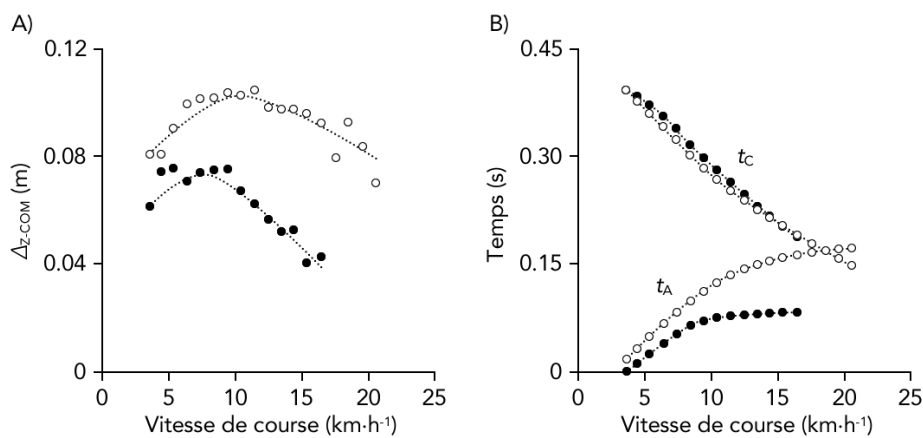 A)
0.12
0.08
0.04
0
Δz-COM (m)
0 5 10 15 20 25
Vitesse de course (km·h⁻¹)
B)
0.45
0.30
0.15
0
Temps (s)
tC
tA
0 5 10 15 20 25
Vitesse de course (km·h⁻¹)